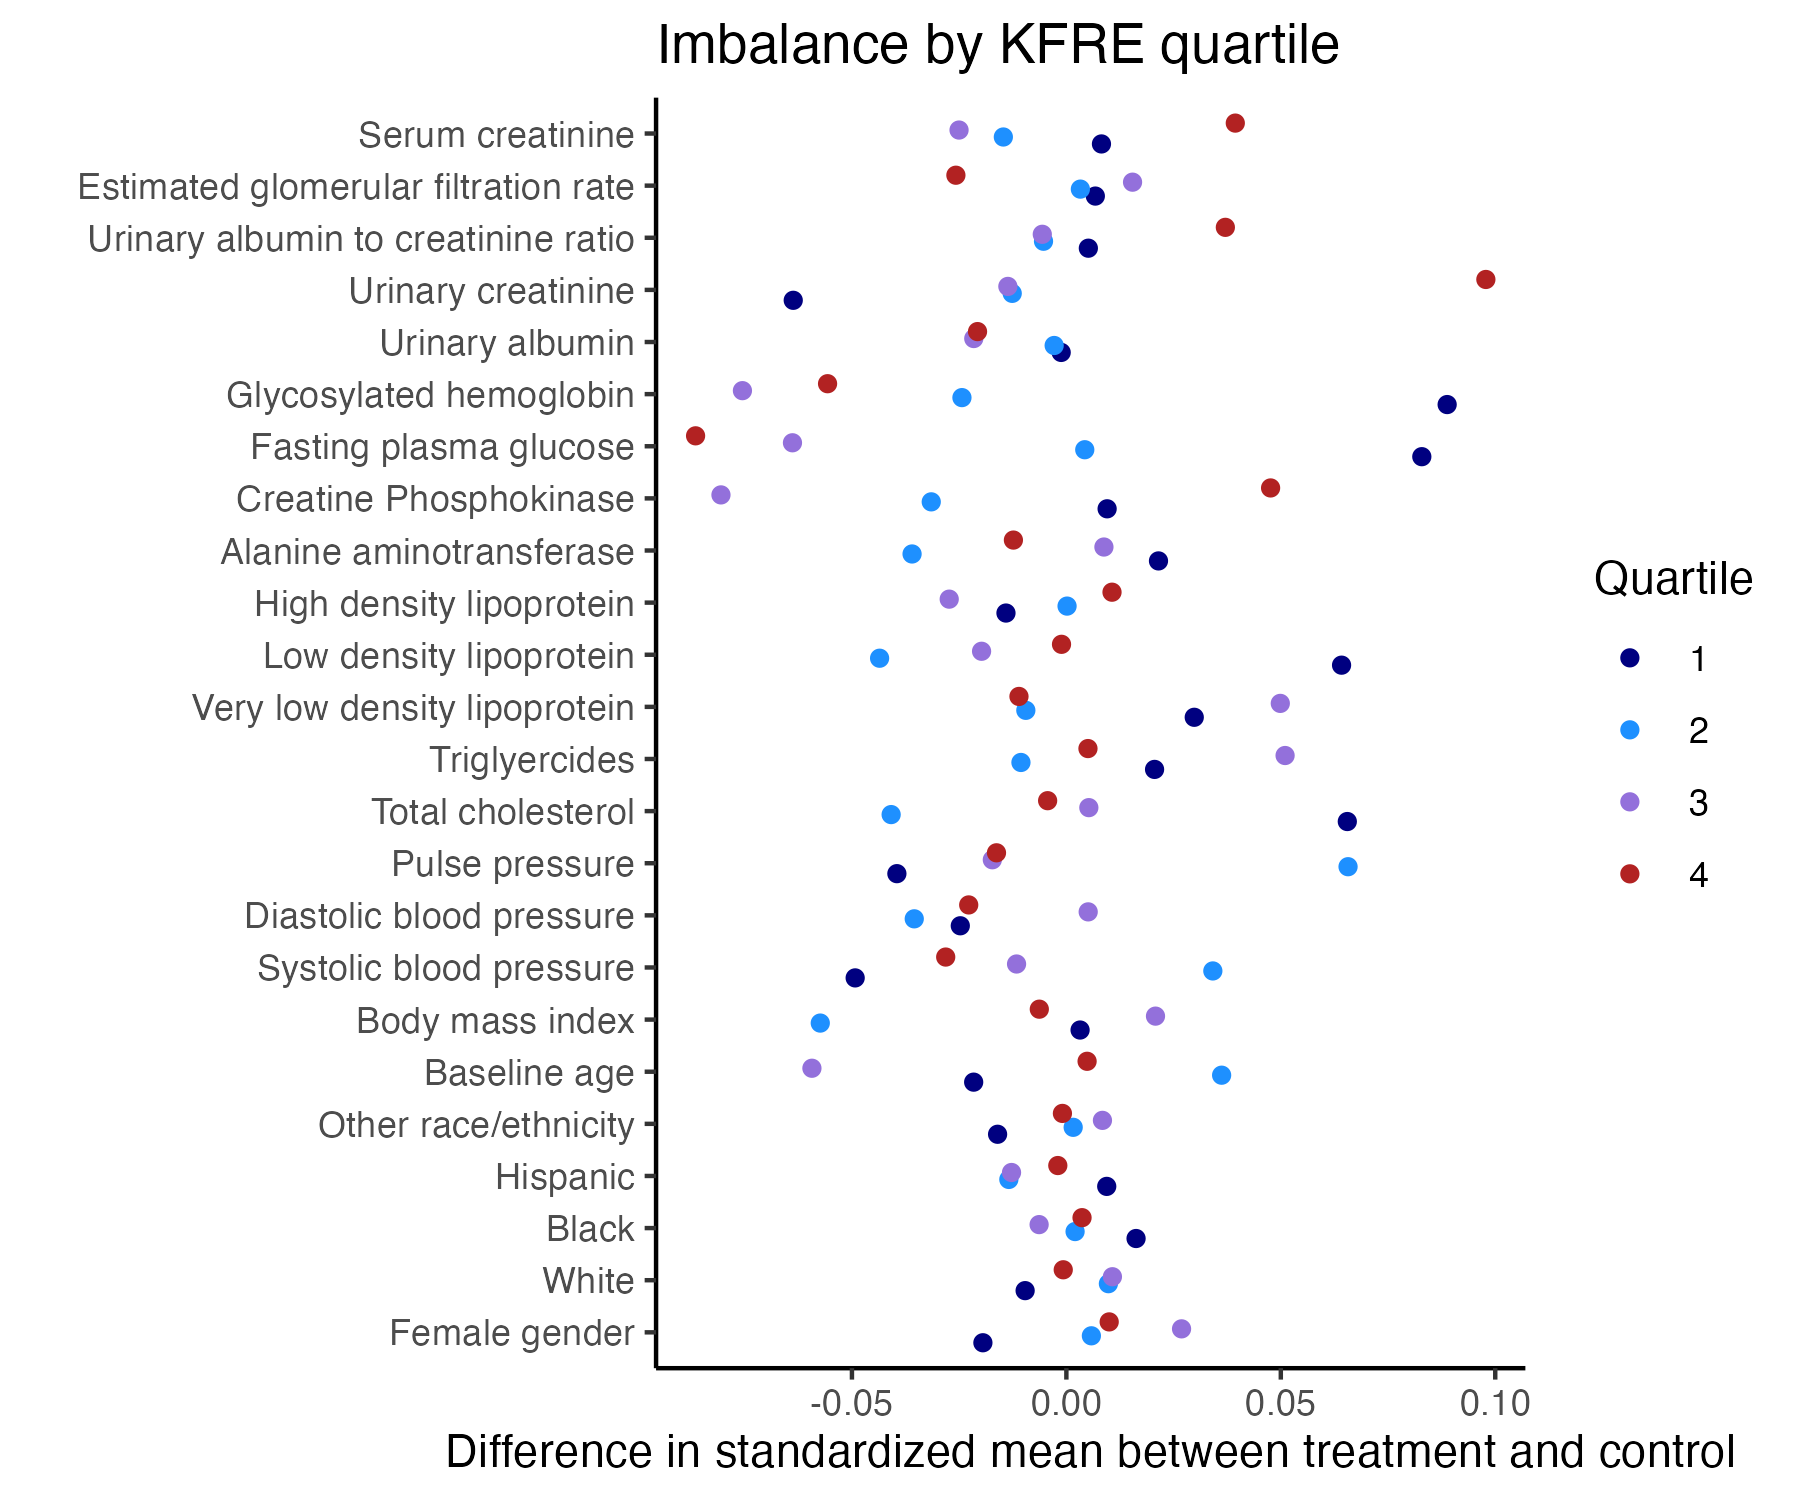 Imbalance by KFRE quartile
Serum creatinine
Estimated glomerular filtration rate
Urinary albumin to creatinine ratio
Urinary creatinine
Urinary albumin
Glycosylated hemoglobin
Fasting plasma glucose
Creatine Phosphokinase
Alanine aminotransferase
High density lipoprotein
Low density lipoprotein
Very low density lipoprotein
Triglyercides
Total cholesterol
Pulse pressure
Diastolic blood pressure
Systolic blood pressure
Body mass index
Baseline age
Other race/ethnicity
Hispanic
Black
White
Female gender
-0.05 0.00 0.05 0.10
Difference in standardized mean between treatment and control
Quartile
1
2
3
4